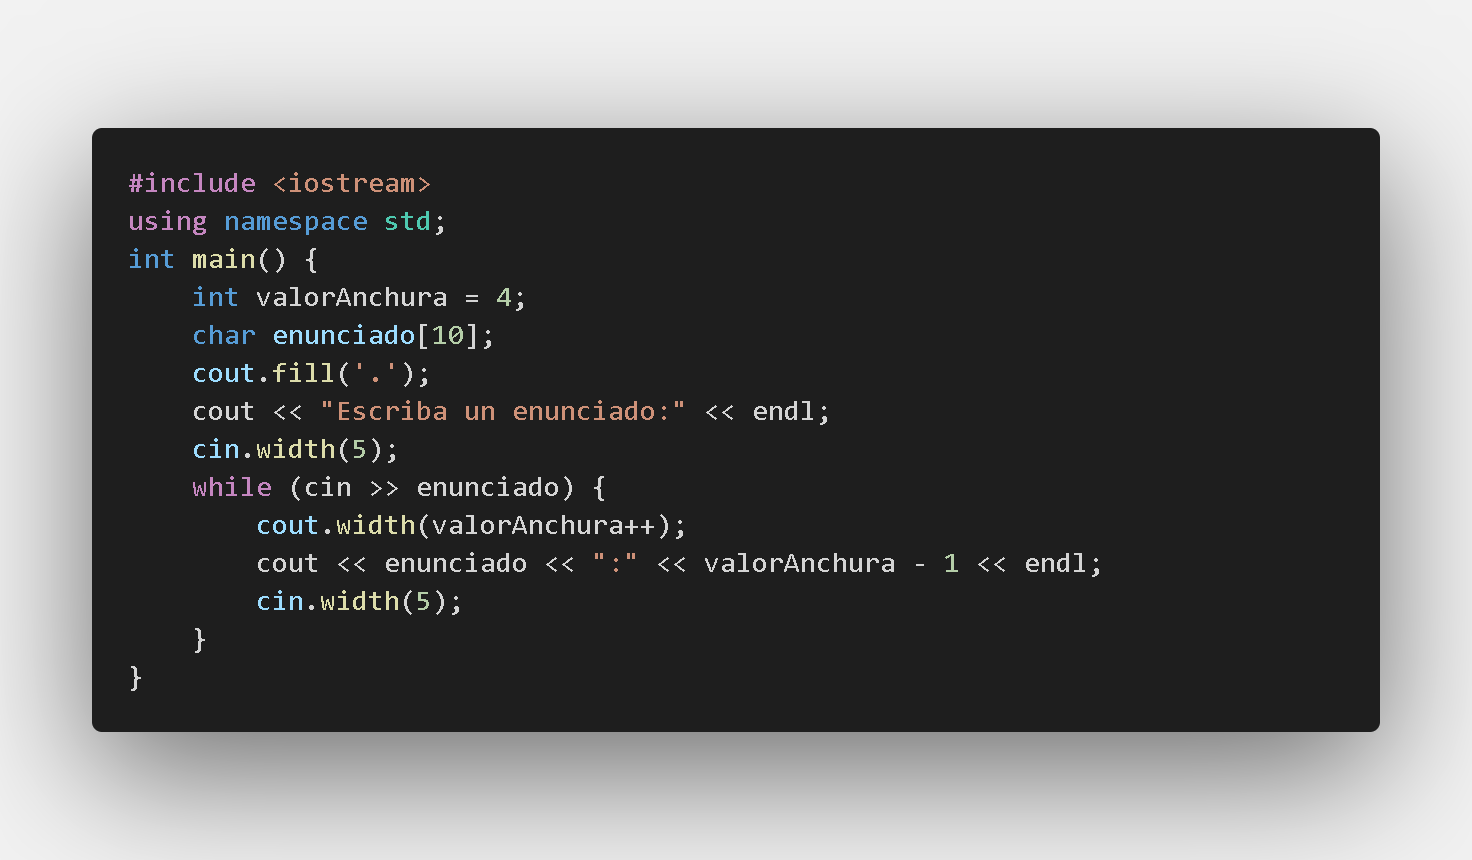 #include <iostream>
using namespace std;
int main() {
    int valorAnchura = 4;
    char enunciado[10];
    cout.fill('.');
    cout << "Escriba un enunciado:" << endl;
    cin.width(5);
    while (cin >> enunciado) {
        cout.width(valorAnchura++);
        cout << enunciado << ":" << valorAnchura - 1 << endl;
        cin.width(5);
    }
}